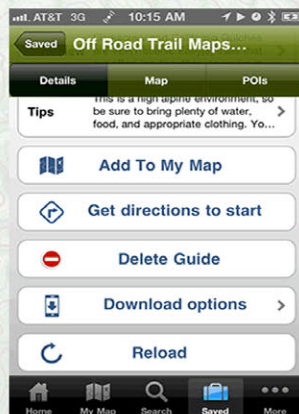 AT&T 3G 10:15 AM
Saved Off Road Trail Maps...
Details Map POIs
This is a high alpine environment, so
Tips be sure to bring plenty of water,
food, and appropriate clothing. Yo...
Add To My Map
Get directions to start
Delete Guide
Download options
Reload
Home My Map Search Saved More